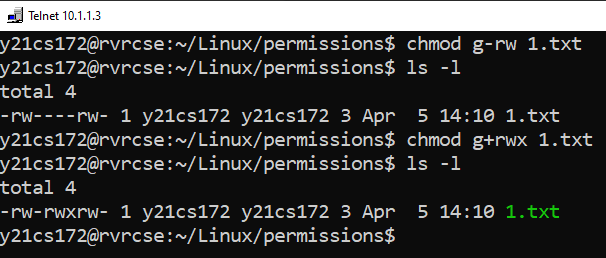 Telnet 10.1.1.3
y21cs172@rvrcse:~/Linux/permissions$ chmod g-rw 1.txt
y21cs172@rvrcse:~/Linux/permissions$ ls -l
total 4
-rw----rw- 1 y21cs172 y21cs172 3 Apr  5 14:10 1.txt
y21cs172@rvrcse:~/Linux/permissions$ chmod g+rwx 1.txt
y21cs172@rvrcse:~/Linux/permissions$ ls -l
total 4
-rw-rwxrw- 1 y21cs172 y21cs172 3 Apr  5 14:10 1.txt
y21cs172@rvrcse:~/Linux/permissions$